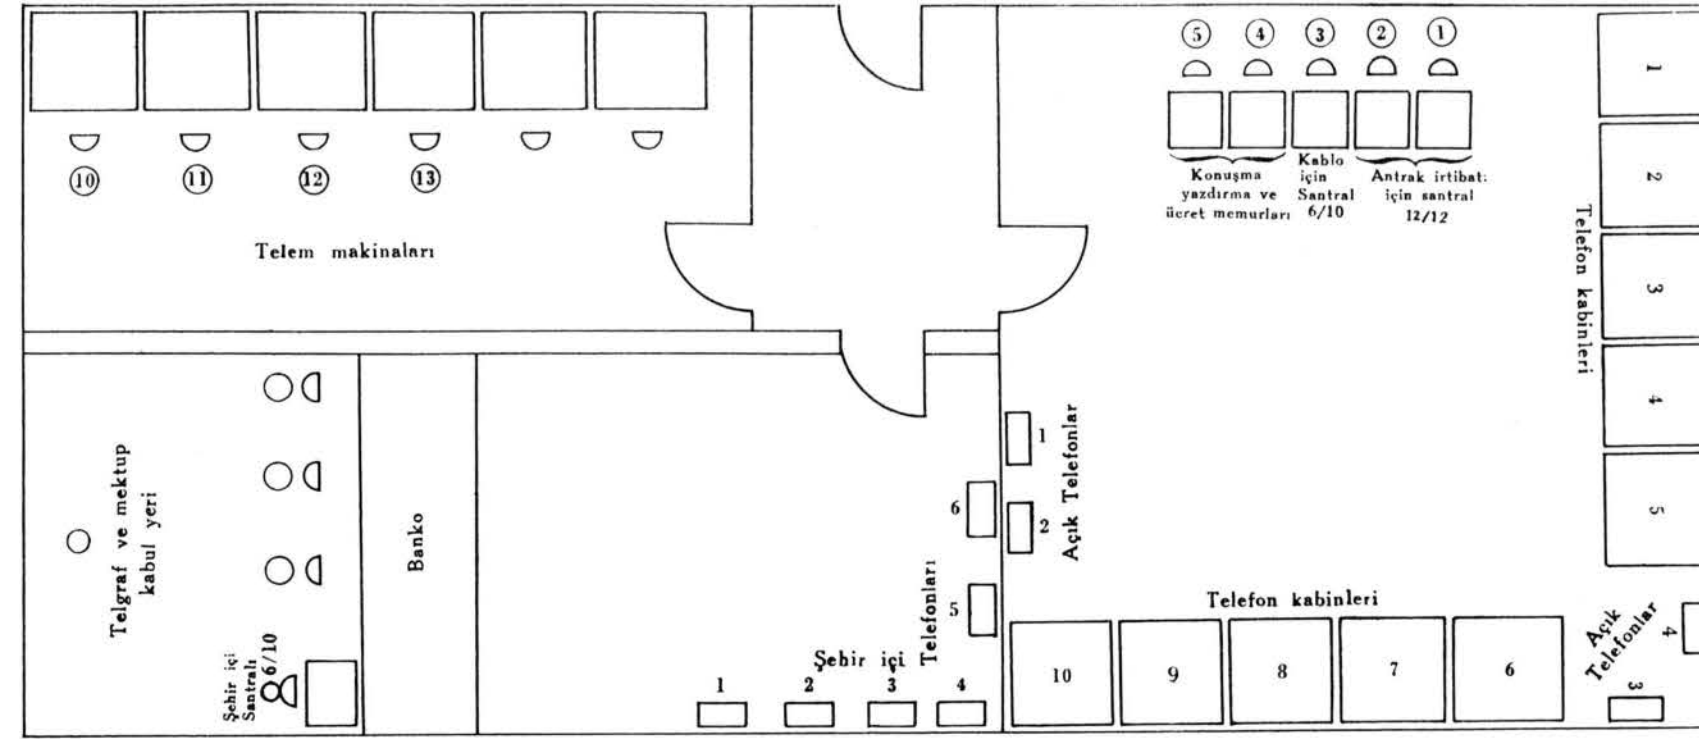 5 4 3 2 1
10 11 12 13
Telem makinaları
Konuşma
yazdırma ve
ücret memurları
Kablo
için
Santral
6/10
Antrak irtibat:
için santral
12/12
1
2
3
4
5
Telefon kabinleri
Telgraf ve mektup
kabul yeri
Şehir içi
Santralı
6/10
Banko
Şehir içi
Telefonları
1 2 3 4
5
6
1
2
Açık Telefonlar
Telefon kabinleri
10 9 8 7 6
Açık
Telefonlar
4
3